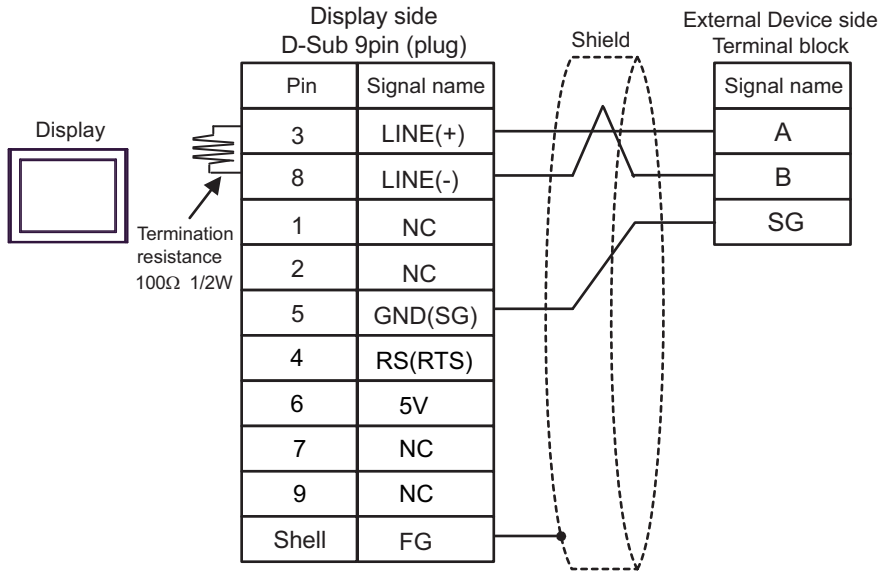 Display side
D-Sub 9pin (plug)
Shield
External Device side
Terminal block
Pin Signal name
Signal name
Display
3 LINE(+)
A
8 LINE(-)
B
1 NC
SG
Termination
resistance
100Ω 1/2W
2 NC
5 GND(SG)
4 RS(RTS)
6 5V
7 NC
9 NC
Shell FG